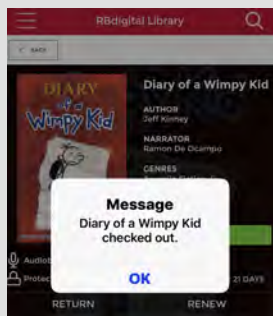 RBdigital Library
< BACK
DIARY
of a
Wimpy Kid
Diary of a Wimpy Kid
AUTHOR
Jeff Kinney
NARRATOR
Ramon De Ocampo
GENRES
Message
Diary of a Wimpy Kid
checked out.
OK
21 DAYS
RETURN
RENEW